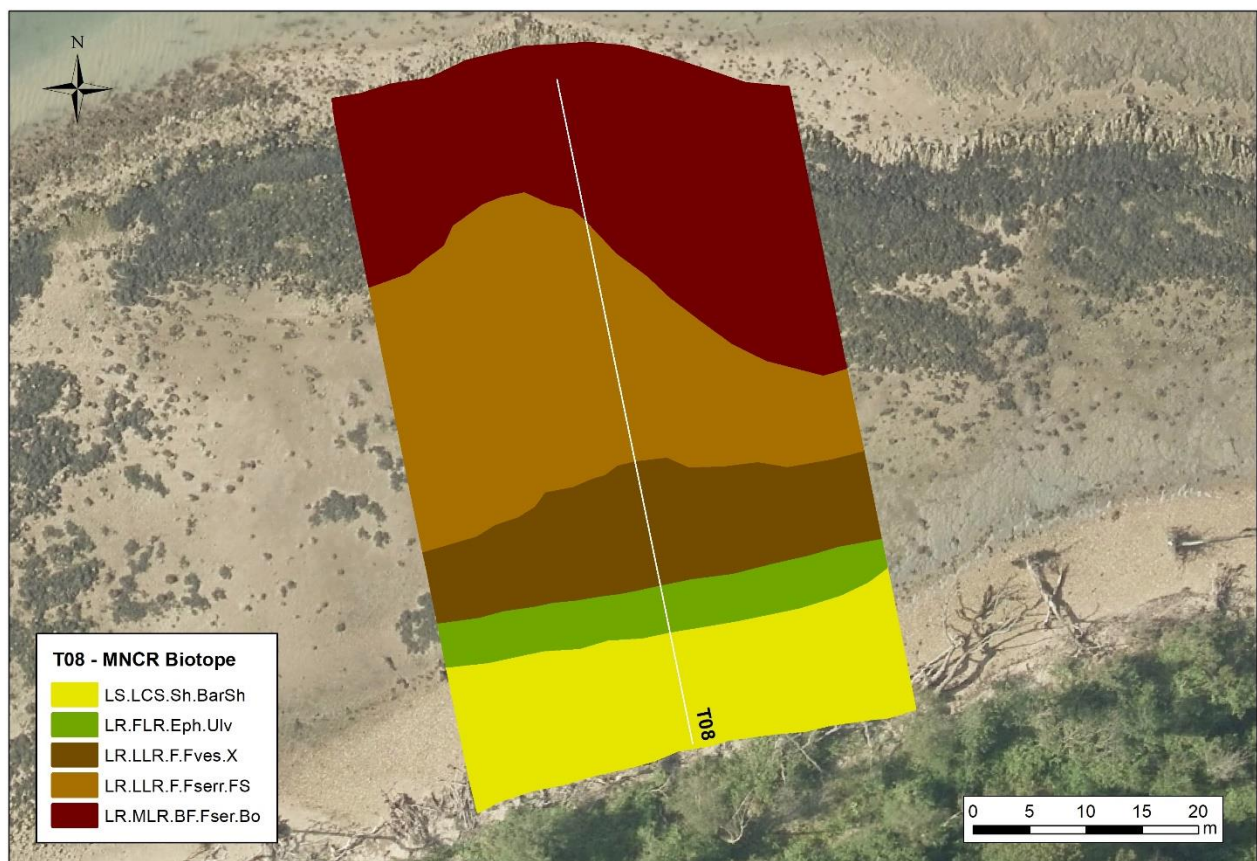 N
T08
T08 - MNCR Biotope
LS.LCS.Sh.BarSh
LR.FLR.Eph.Ulv
LR.LLR.F.Fves.X
LR.LLR.F.Fserr.FS
LR.MLR.BF.Fser.Bo
0 5 10 15 20
m